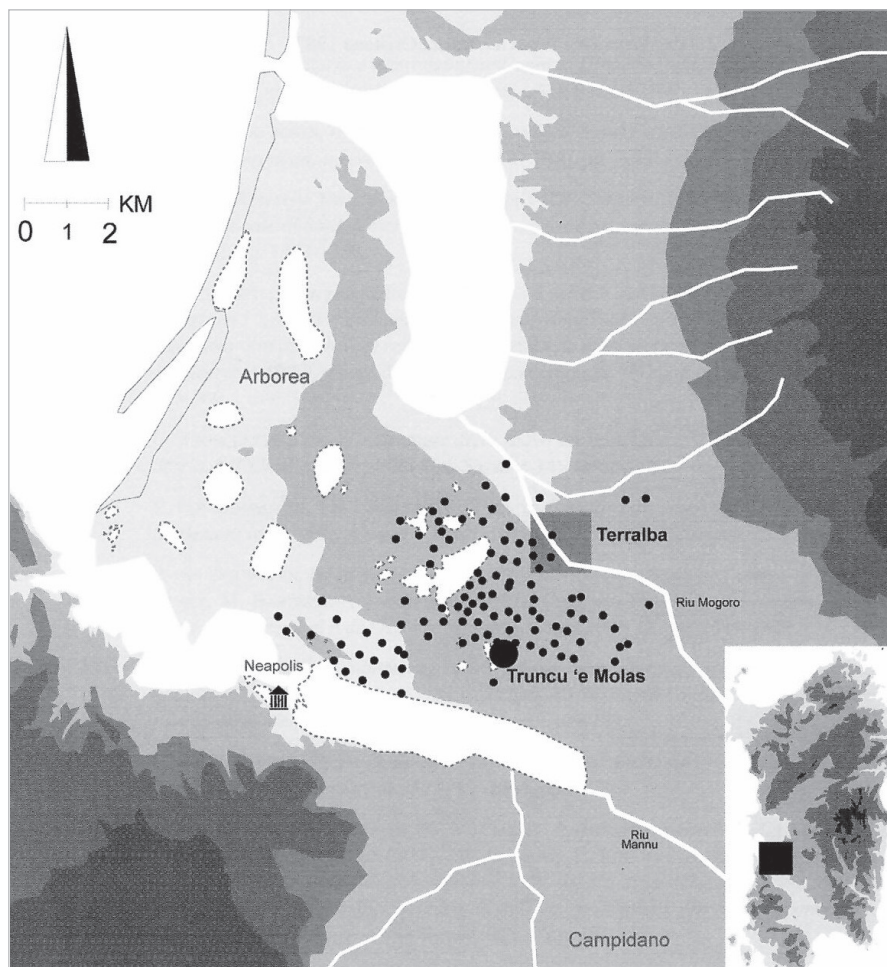 KM
0 1 2
Arborea
Terralba
Riu Mogoro
Neapolis
Truncu 'e Molas
Riu
Mannu
Campidano